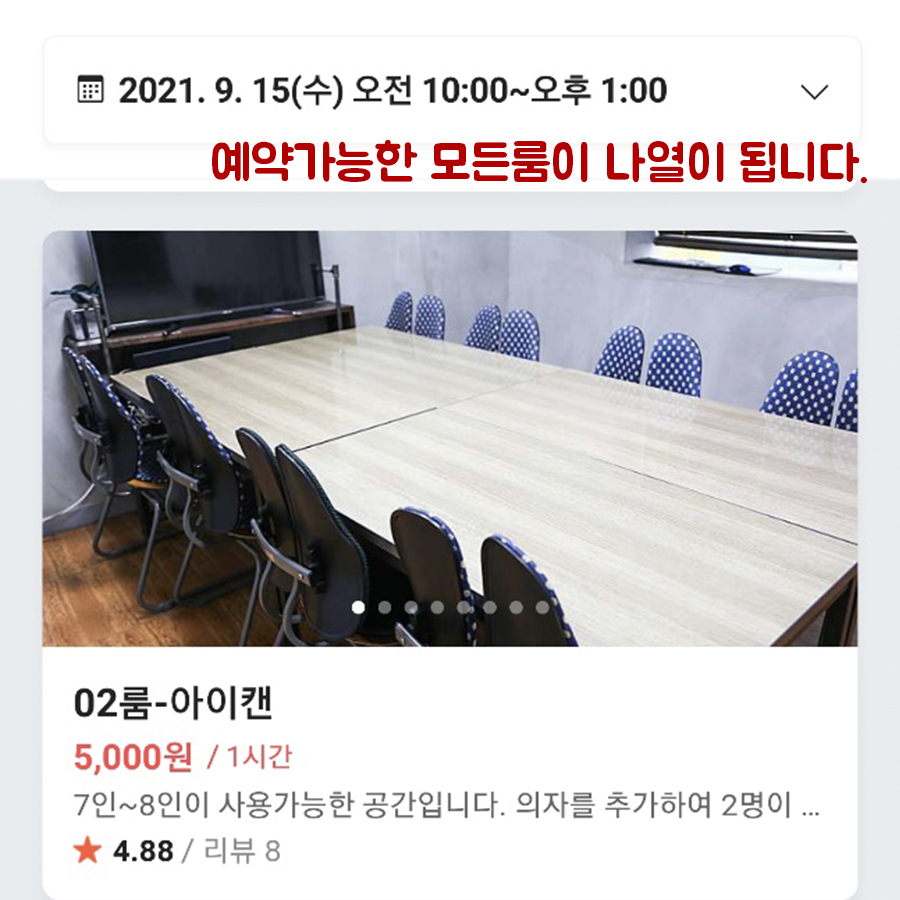 2021. 9. 15(수) 오전 10:00~오후 1:00
예약가능한 모든룸이 나열이 됩니다.
02룸-아이캔
5,000원 / 1시간
7인~8인이 사용가능한 공간입니다. 의자를 추가하여 2명이 ...
4.88 / 리뷰 8